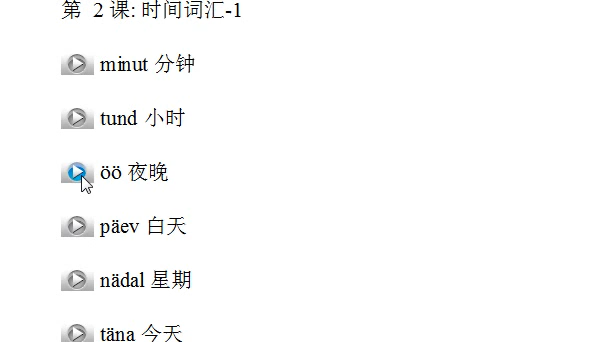 第 2 课: 时间词汇-1
minut 分钟
tund 小时
öö 夜晚
päev 白天
nädal 星期
täna 今天